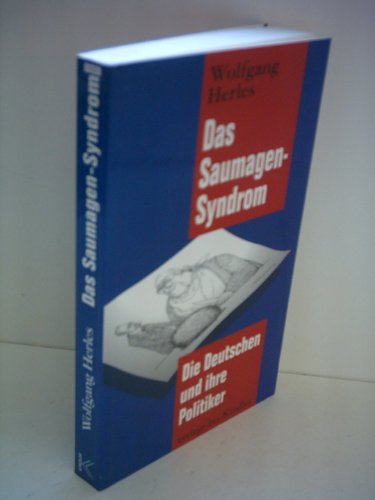 Wolfgang
Herles
Das
Saumagen-
Syndrom
Die Deutschen
und ihre
Politiker
Wolfgang Herles Das Saumagen-Syndrom